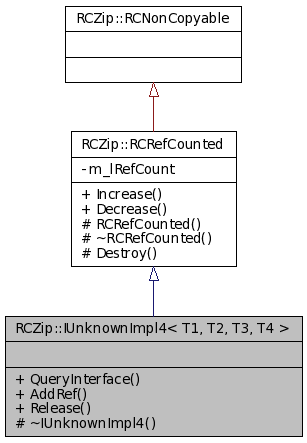 RCZip::RCNonCopyable
RCZip::RCRefCounted
- m_lRefCount
+ Increase()
+ Decrease()
# RCRefCounted()
# ~RCRefCounted()
# Destroy()
RCZip::IUnknownImpl4< T1, T2, T3, T4 >
+ QueryInterface()
+ AddRef()
+ Release()
# ~IUnknownImpl4()